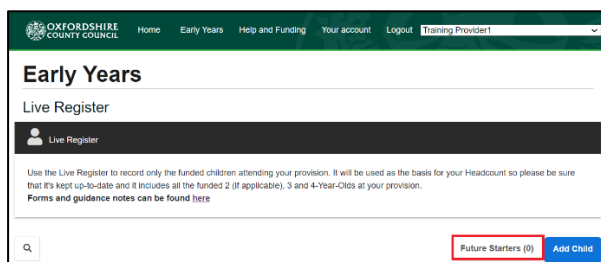 OXFORDSHIRE
COUNTY COUNCIL
Home Early Years Help and Funding Your account Logout Training Provider1
Early Years
Live Register
Live Register
Use the Live Register to record only the funded children attending your provision. It will be used as the basis for your Headcount so please be sure
that it's kept up-to-date and it includes all the funded 2 (if applicable), 3 and 4-Year-Olds at your provision.
Forms and guidance notes can be found here
Future Starters (0) Add Child